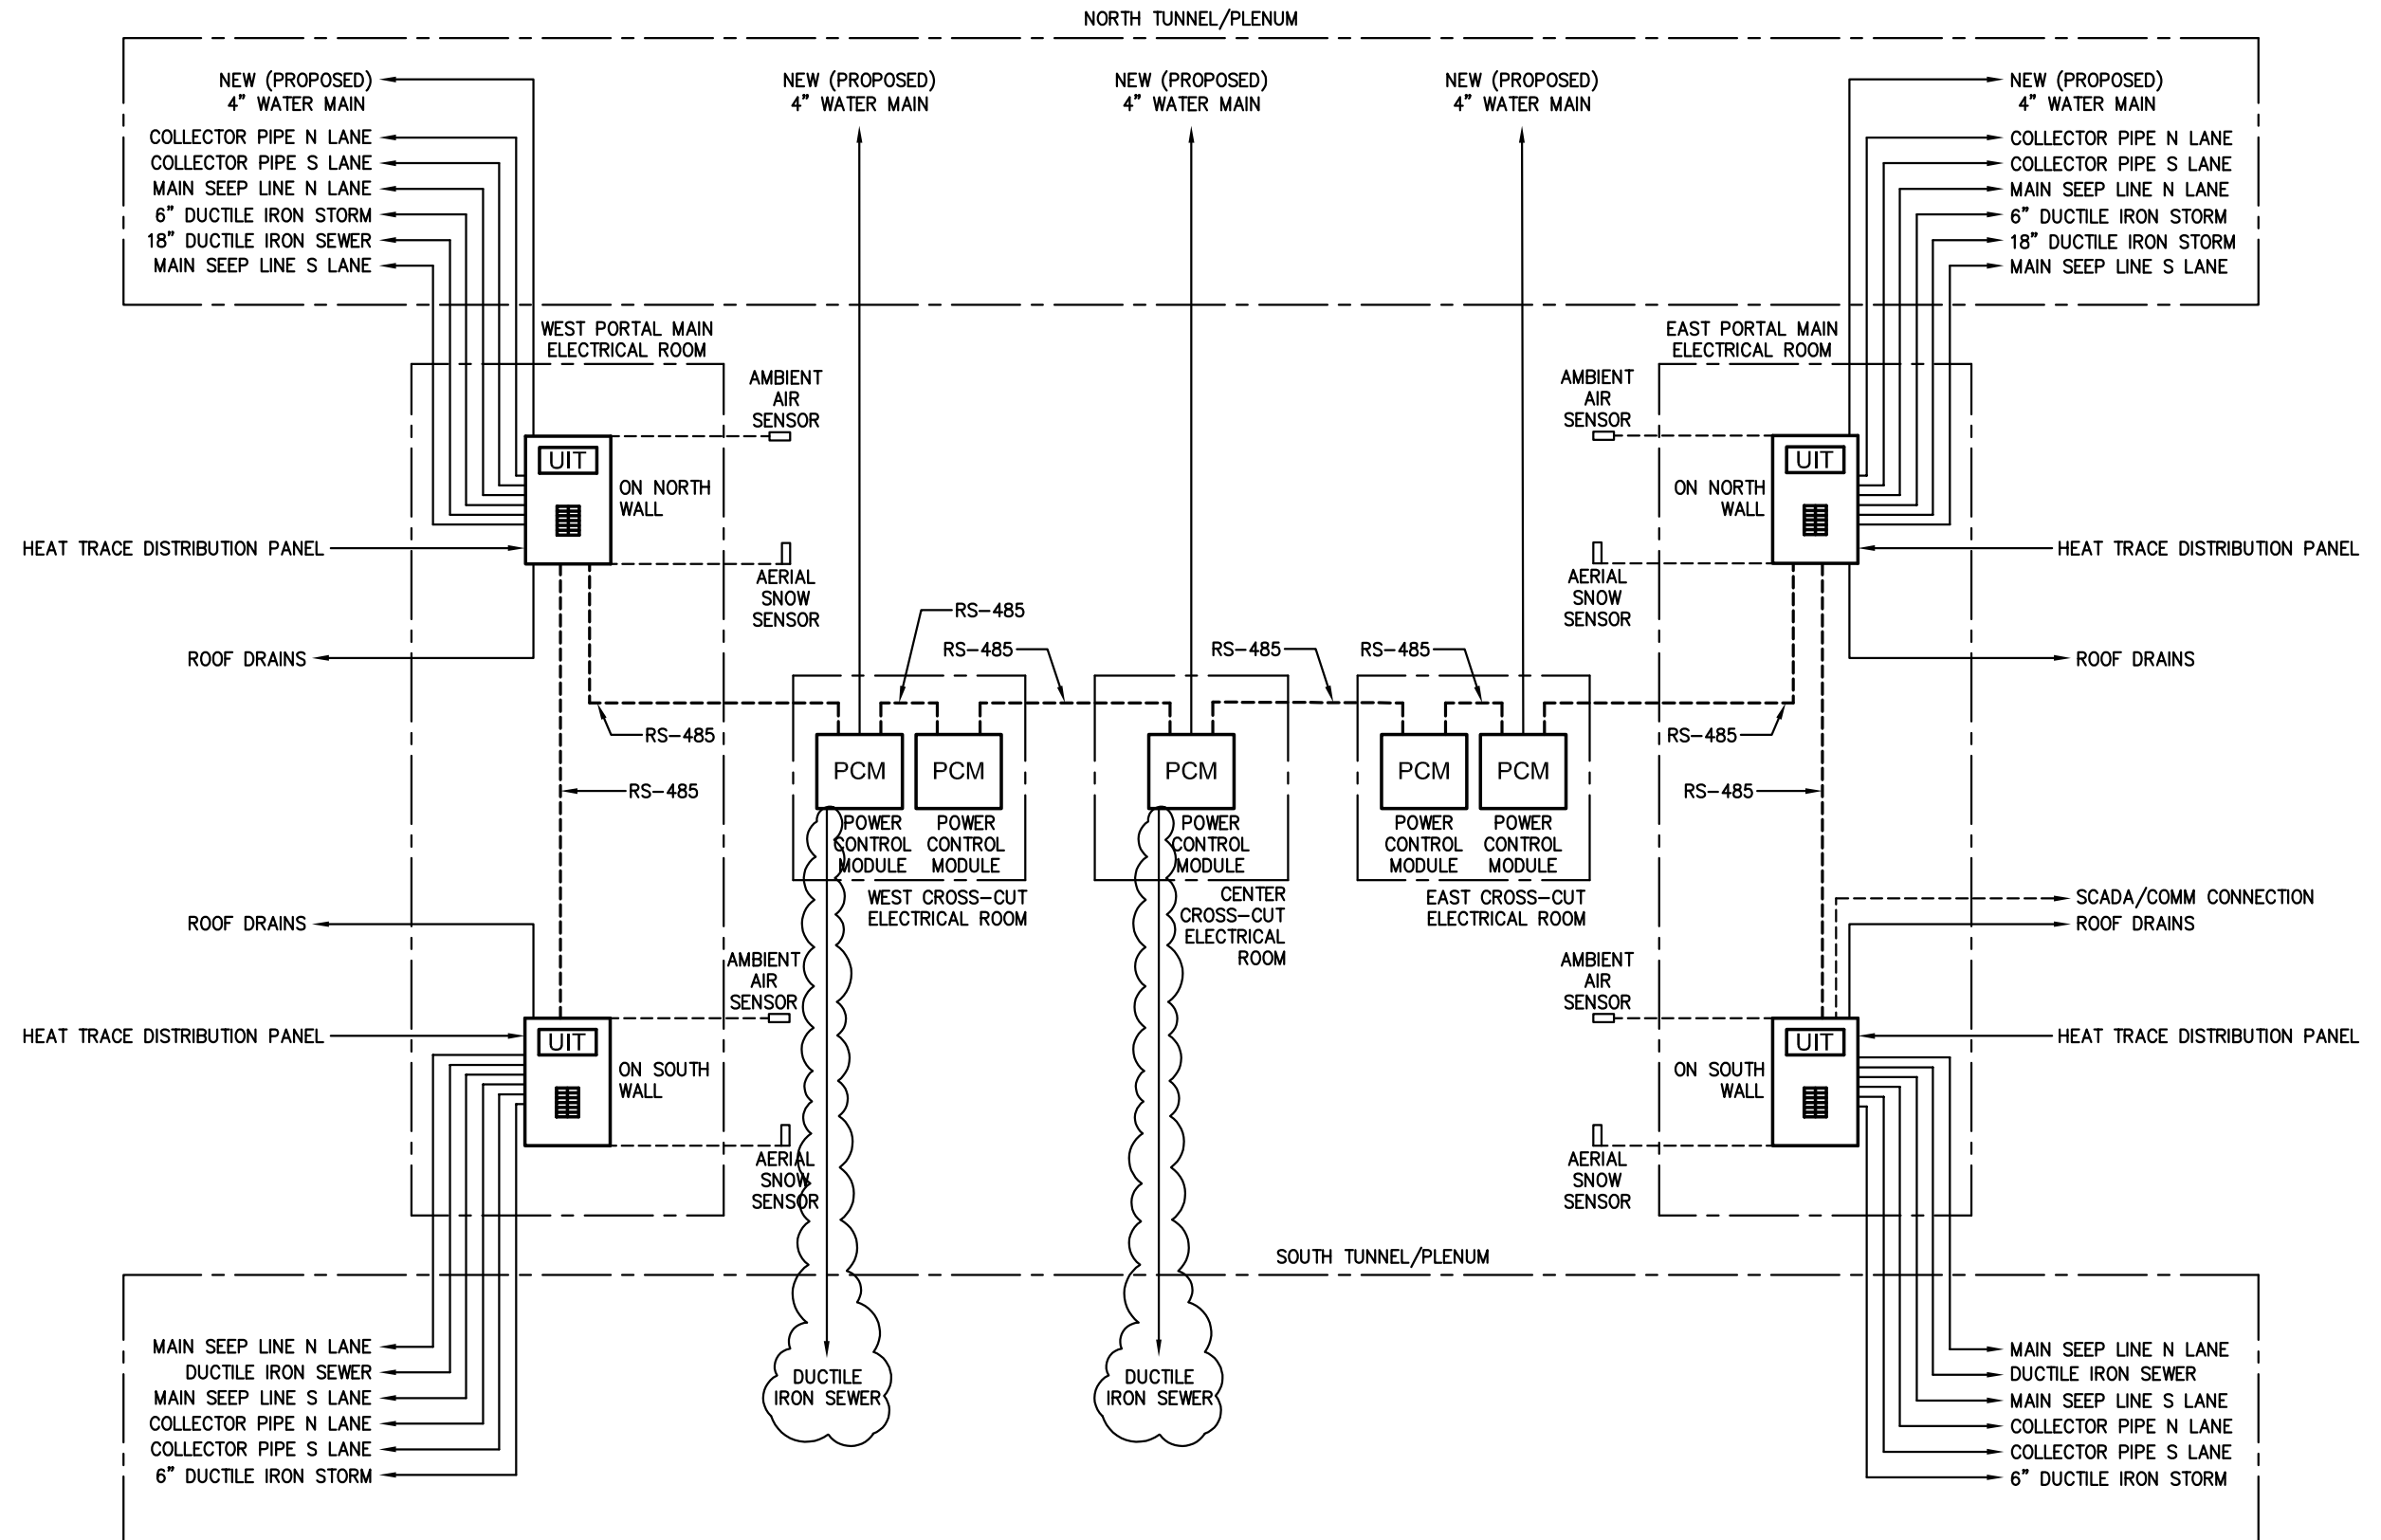 NORTH TUNNEL/PLENUM
NEW (PROPOSED)
4" WATER MAIN
COLLECTOR PIPE N LANE
COLLECTOR PIPE S LANE
MAIN SEEP LINE N LANE
6" DUCTILE IRON STORM
18" DUCTILE IRON SEWER
MAIN SEEP LINE S LANE
NEW (PROPOSED)
4" WATER MAIN
NEW (PROPOSED)
4" WATER MAIN
NEW (PROPOSED)
4" WATER MAIN
NEW (PROPOSED)
4" WATER MAIN
COLLECTOR PIPE N LANE
COLLECTOR PIPE S LANE
MAIN SEEP LINE N LANE
6" DUCTILE IRON STORM
18" DUCTILE IRON STORM
MAIN SEEP LINE S LANE
WEST PORTAL MAIN
ELECTRICAL ROOM
EAST PORTAL MAIN
ELECTRICAL ROOM
AMBIENT
AIR
SENSOR
AMBIENT
AIR
SENSOR
UIT
ON NORTH
WALL
UIT
ON NORTH
WALL
HEAT TRACE DISTRIBUTION PANEL
HEAT TRACE DISTRIBUTION PANEL
AERIAL
SNOW
SENSOR
AERIAL
SNOW
SENSOR
RS-485
RS-485
RS-485
RS-485
ROOF DRAINS
ROOF DRAINS
RS-485
RS-485
RS-485
RS-485
PCM
PCM
PCM
PCM
PCM
POWER
CONTROL
MODULE
POWER
CONTROL
MODULE
POWER
CONTROL
MODULE
POWER
CONTROL
MODULE
POWER
CONTROL
MODULE
WEST CROSS-CUT
ELECTRICAL ROOM
CENTER
CROSS-CUT
ELECTRICAL
ROOM
EAST CROSS-CUT
ELECTRICAL ROOM
SCADA/COMM CONNECTION
ROOF DRAINS
ROOF DRAINS
AMBIENT
AIR
SENSOR
AMBIENT
AIR
SENSOR
HEAT TRACE DISTRIBUTION PANEL
UIT
ON SOUTH
WALL
UIT
ON SOUTH
WALL
HEAT TRACE DISTRIBUTION PANEL
AERIAL
SNOW
SENSOR
AERIAL
SNOW
SENSOR
SOUTH TUNNEL/PLENUM
MAIN SEEP LINE N LANE
DUCTILE IRON SEWER
MAIN SEEP LINE S LANE
COLLECTOR PIPE N LANE
COLLECTOR PIPE S LANE
6" DUCTILE IRON STORM
DUCTILE
IRON SEWER
DUCTILE
IRON SEWER
MAIN SEEP LINE N LANE
DUCTILE IRON SEWER
MAIN SEEP LINE S LANE
COLLECTOR PIPE N LANE
COLLECTOR PIPE S LANE
6" DUCTILE IRON STORM